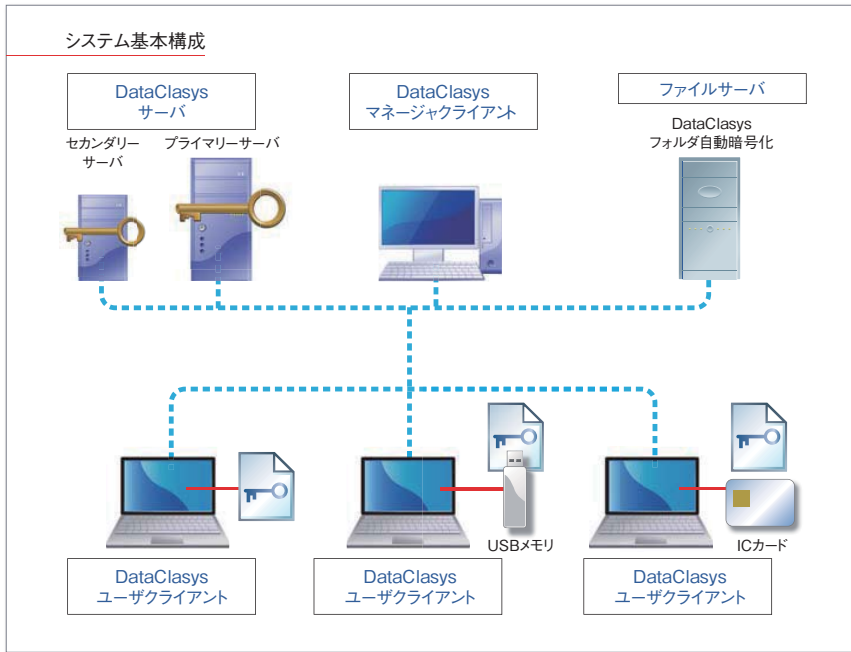 システム基本構成
DataClasys
サーバ
DataClasys
マネージャクライアント
ファイルサーバ
セカンダリー
サーバ
プライマリーサーバ
DataClasys
フォルダ自動暗号化
USBメモリ
ICカード
DataClasys
ユーザクライアント
DataClasys
ユーザクライアント
DataClasys
ユーザクライアント